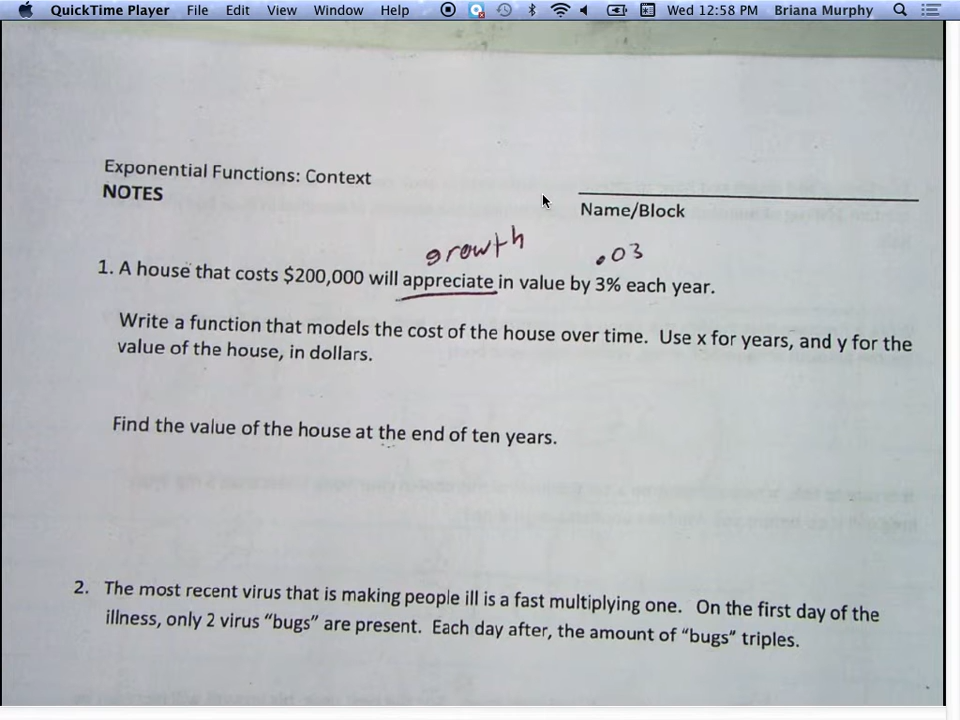 QuickTime Player File Edit View Window Help Wed 12:58 PM Briana Murphy
Exponential Functions: Context
NOTES
Name/Block
growth .03
1. A house that costs $200,000 will appreciate in value by 3% each year.
Write a function that models the cost of the house over time. Use x for years, and y for the
value of the house, in dollars.
Find the value of the house at the end of ten years.
2. The most recent virus that is making people ill is a fast multiplying one. On the first day of the
illness, only 2 virus "bugs" are present. Each day after, the amount of "bugs" triples.